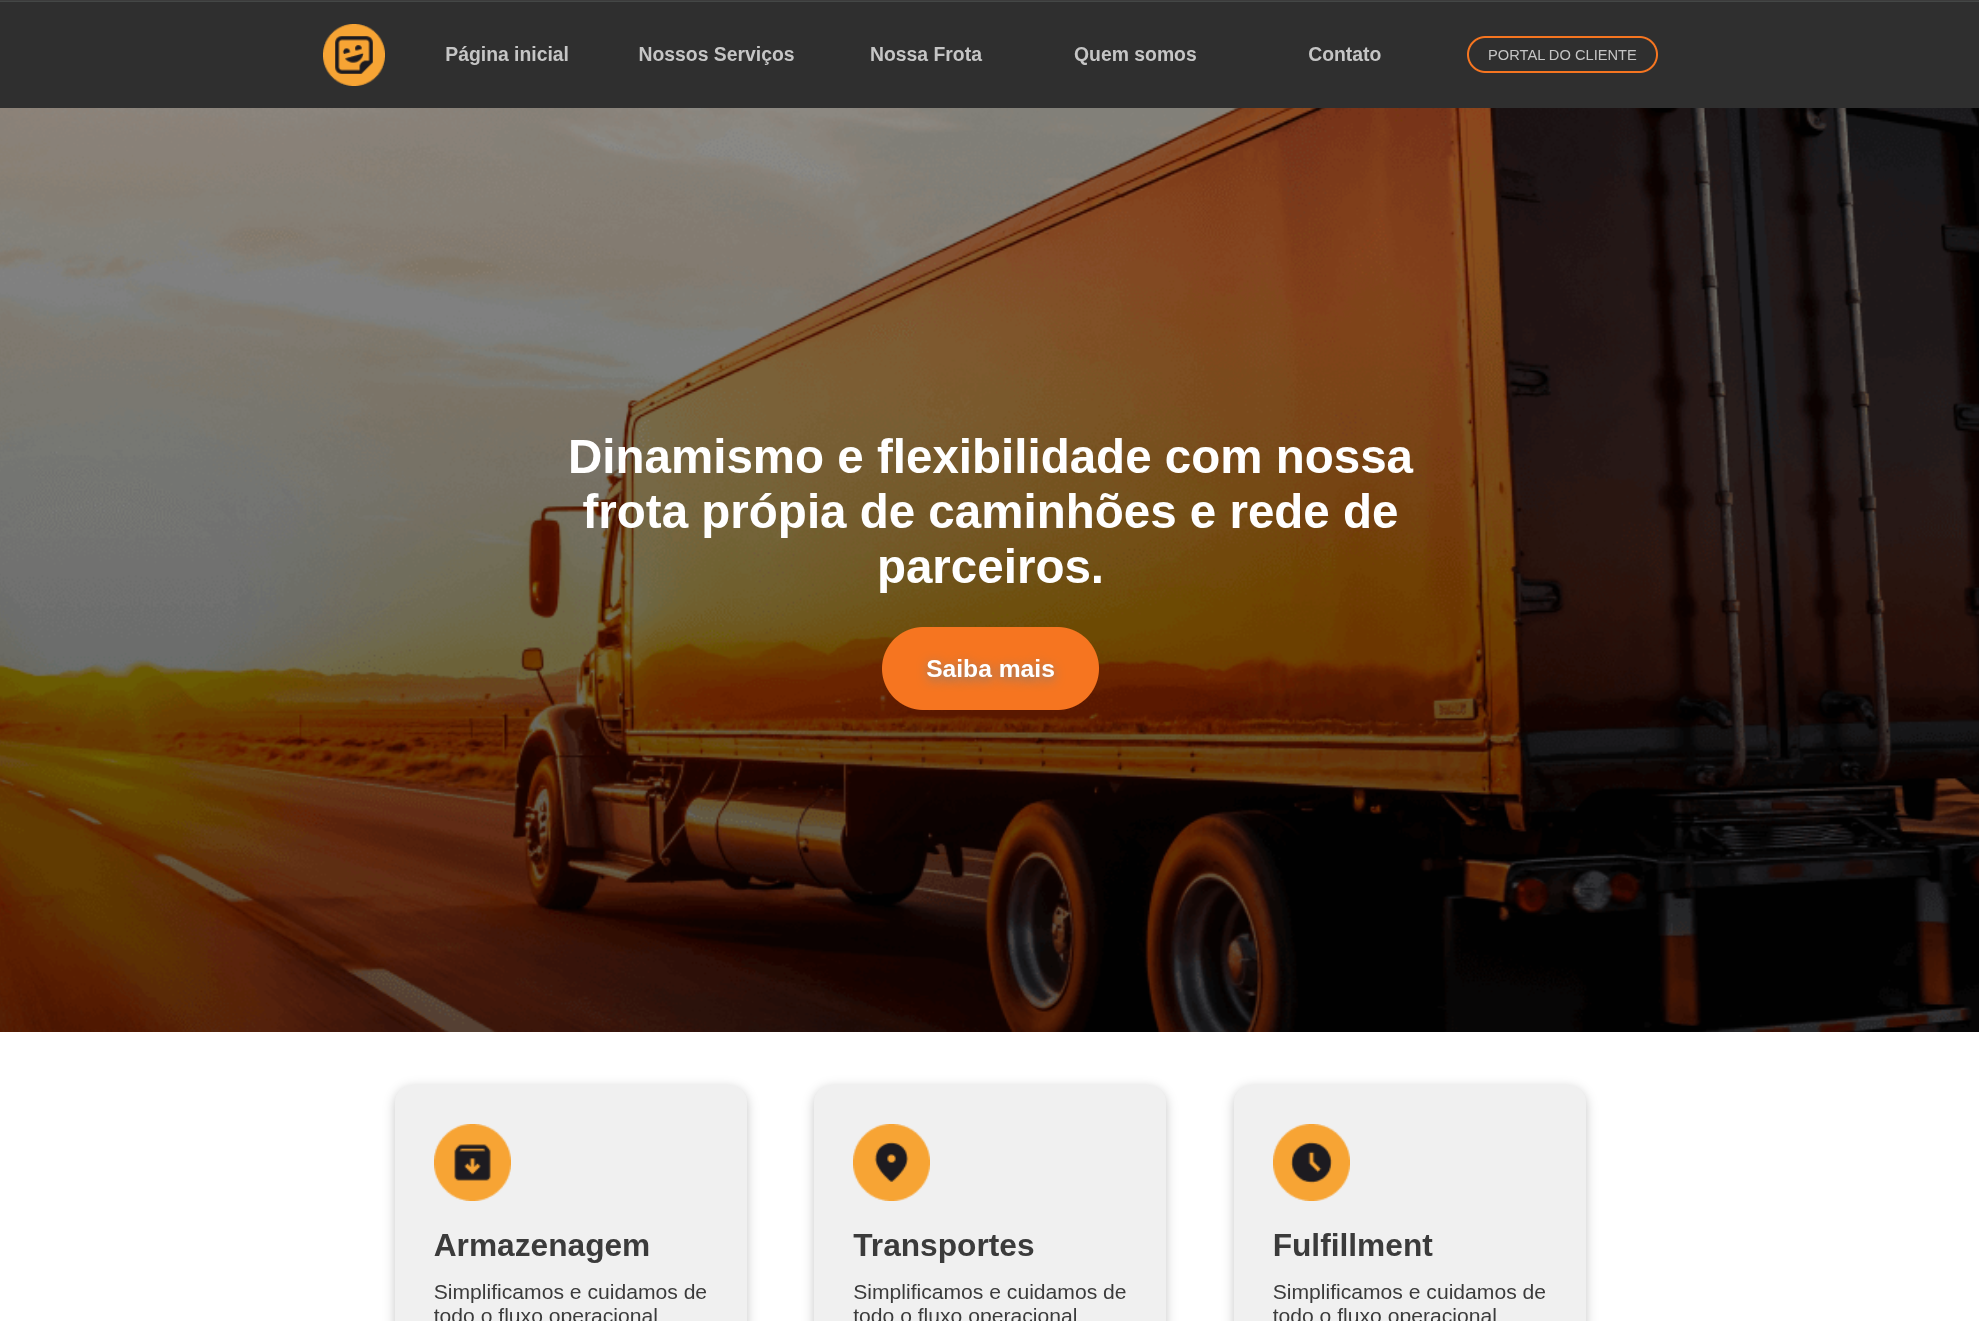 Página inicial
Nossos Serviços
Nossa Frota
Quem somos
Contato
PORTAL DO CLIENTE
Dinamismo e flexibilidade com nossa
frota própia de caminhões e rede de
parceiros.
Saiba mais
Armazenagem
Simplificamos e cuidamos de
todo o fluxo operacional
Transportes
Simplificamos e cuidamos de
todo o fluxo operacional
Fulfillment
Simplificamos e cuidamos de
todo o fluxo operacional